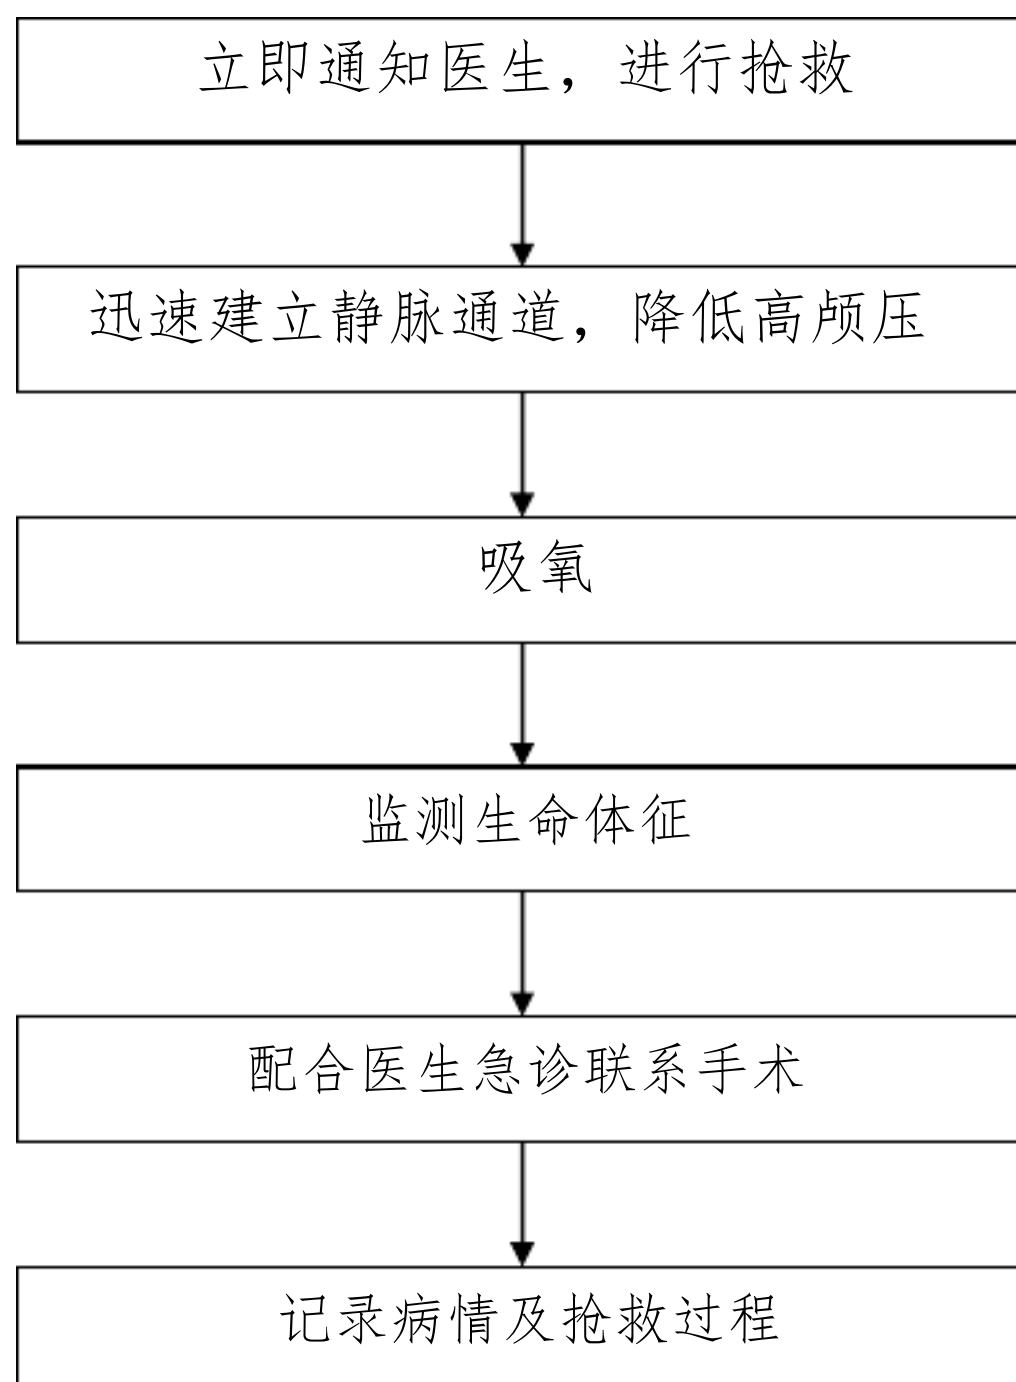 立即通知医生，进行抢救
迅速建立静脉通道，降低高颅压
吸氧
监测生命体征
配合医生急诊联系手术
记录病情及抢救过程